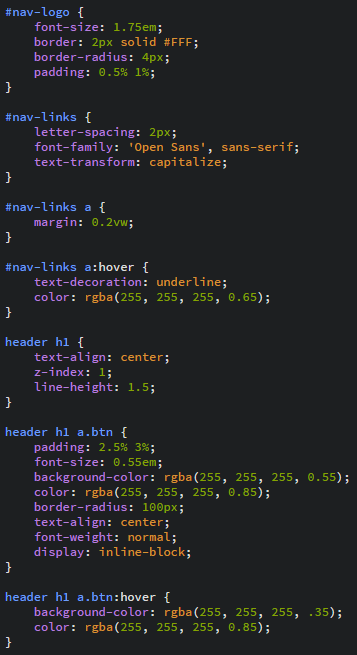 #nav-logo {
    font-size: 1.75em;
    border: 2px solid #FFF;
    border-radius: 4px;
    padding: 0.5% 1%;
}

#nav-links {
    letter-spacing: 2px;
    font-family: 'Open Sans', sans-serif;
    text-transform: capitalize;
}

#nav-links a {
    margin: 0.2vw;
}

#nav-links a:hover {
    text-decoration: underline;
    color: rgba(255, 255, 255, 0.65);
}

header h1 {
    text-align: center;
    z-index: 1;
    line-height: 1.5;
}

header h1 a.btn {
    padding: 2.5% 3%;
    font-size: 0.55em;
    background-color: rgba(255, 255, 255, 0.55);
    color: rgba(255, 255, 255, 0.85);
    border-radius: 100px;
    text-align: center;
    font-weight: normal;
    display: inline-block;
}

header h1 a.btn:hover {
    background-color: rgba(255, 255, 255, .35);
    color: rgba(255, 255, 255, 0.85);
}